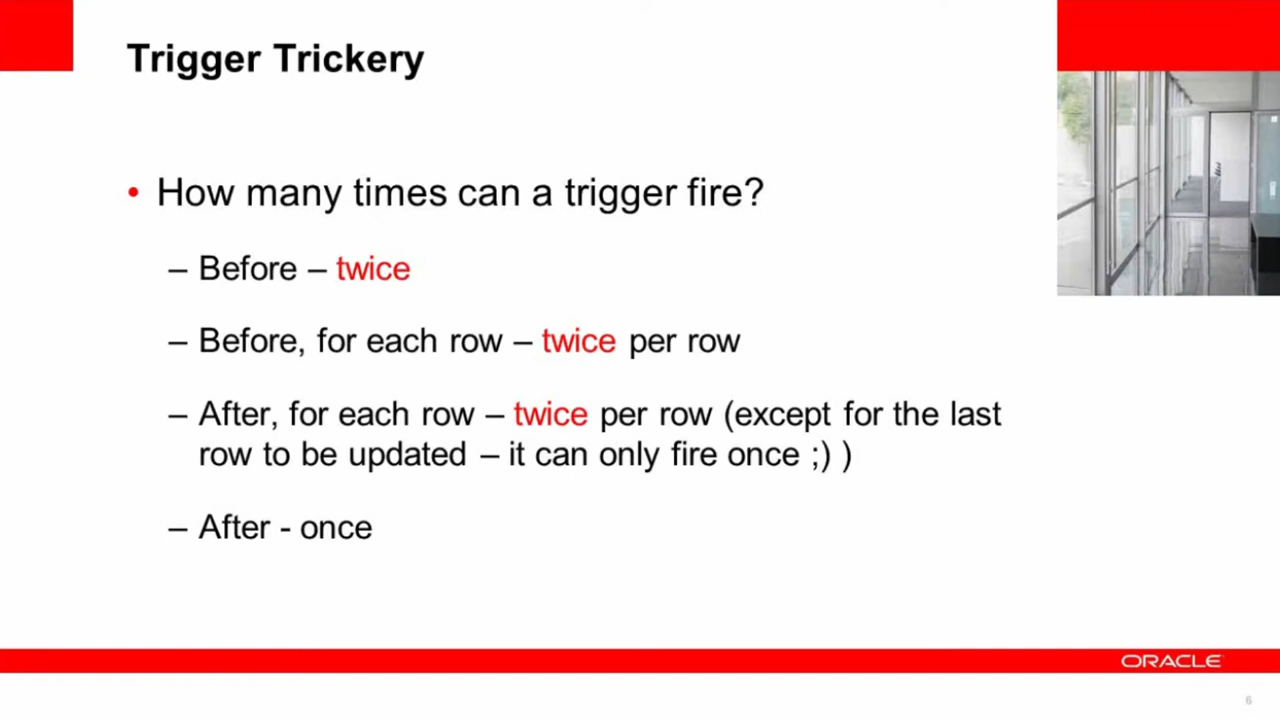 Trigger Trickery
• How many times can a trigger fire?
– Before – twice
– Before, for each row – twice per row
– After, for each row – twice per row (except for the last
row to be updated – it can only fire once ;) )
– After - once
ORACLE
6